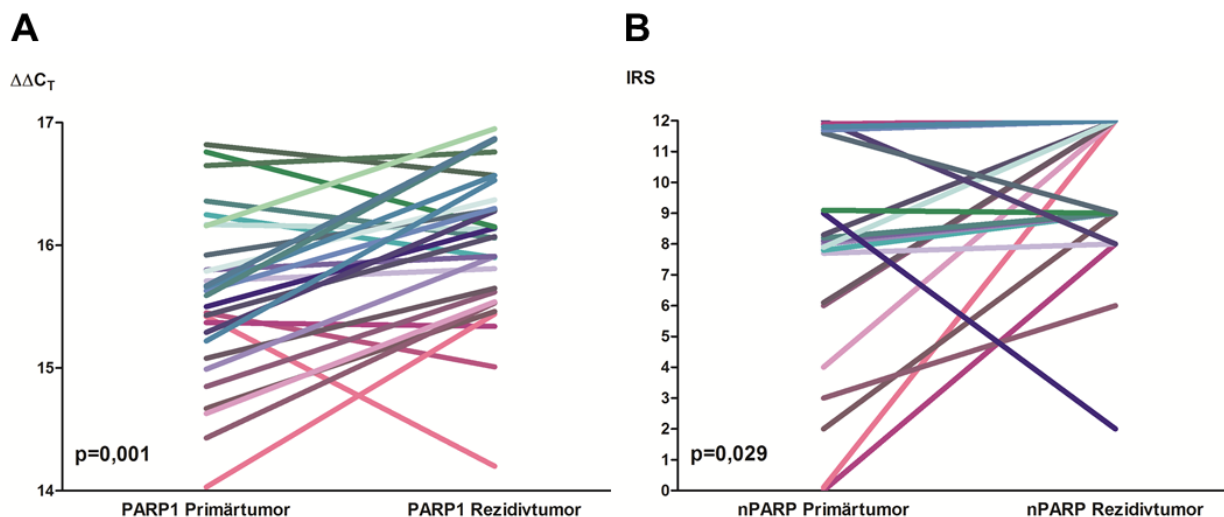 A
ΔΔCT
17
16
15
14
p=0,001
PARP1 Primärtumor
PARP1 Rezidivtumor
B
IRS
12
11
10
9
8
7
6
5
4
3
2
1
0
p=0,029
nPARP Primärtumor
nPARP Rezidivtumor